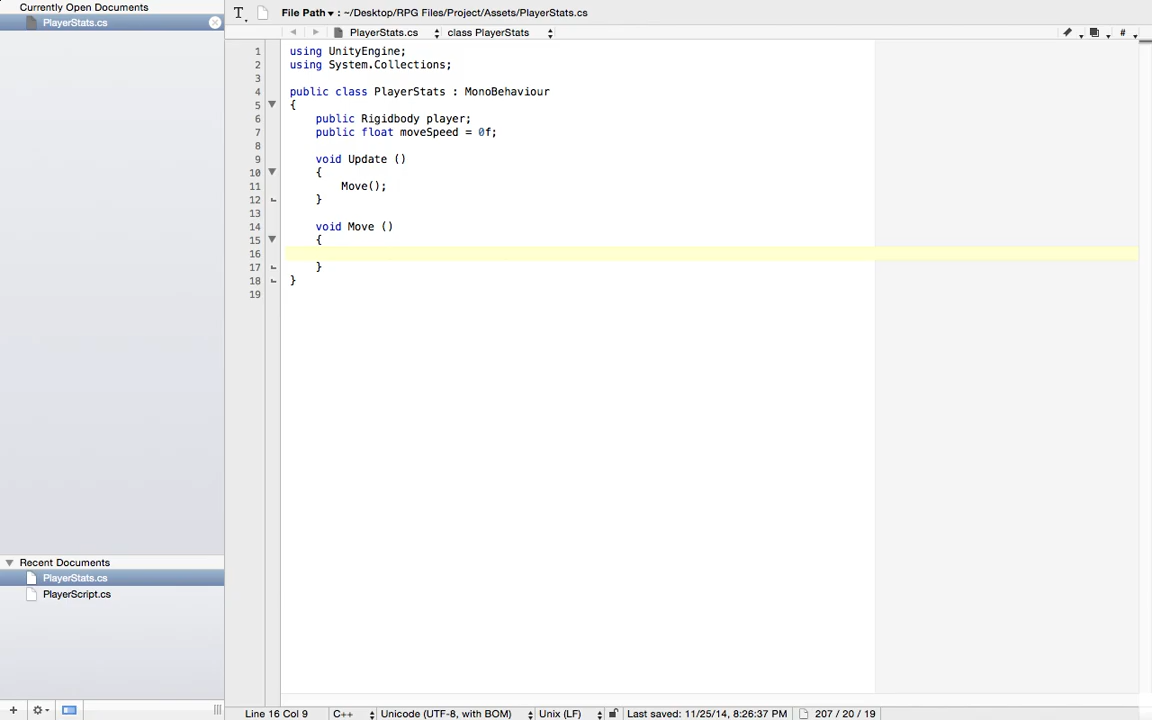 Currently Open Documents
PlayerStats.cs
Recent Documents
PlayerStats.cs
PlayerScript.cs
File Path ▾ : ~/Desktop/RPG Files/Project/Assets/PlayerStats.cs
PlayerStats.cs class PlayerStats #
1 using UnityEngine;
2 using System.Collections;
3
4 public class PlayerStats : MonoBehaviour
5 {
6 public Rigidbody player;
7 public float moveSpeed = 0f;
8
9 void Update ()
10 {
11 Move();
12 }
13
14 void Move ()
15 {
16
17 }
18 }
19
Line 16 Col 9 C++ Unicode (UTF-8, with BOM) Unix (LF) Last saved: 11/25/14, 8:26:37 PM 207 / 20 / 19